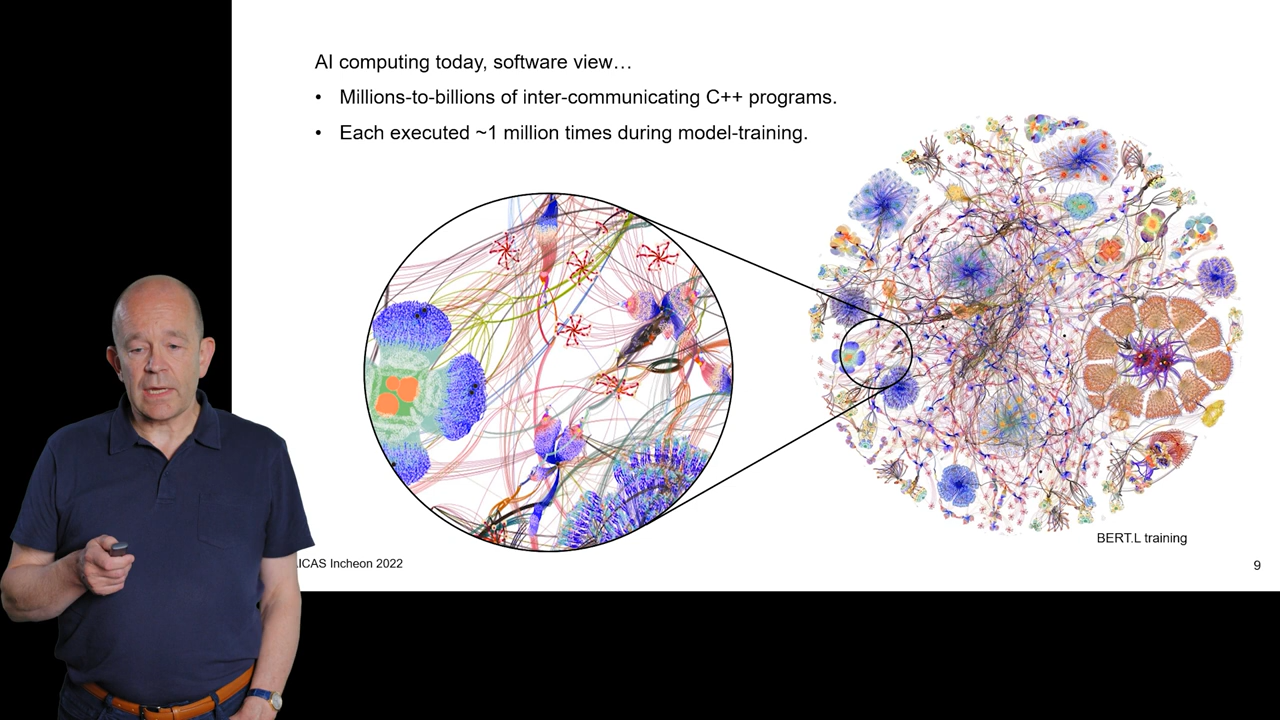 AI computing today, software view…
• Millions-to-billions of inter-communicating C++ programs.
• Each executed ~1 million times during model-training.
BERT.L training
ICAS Incheon 2022
9